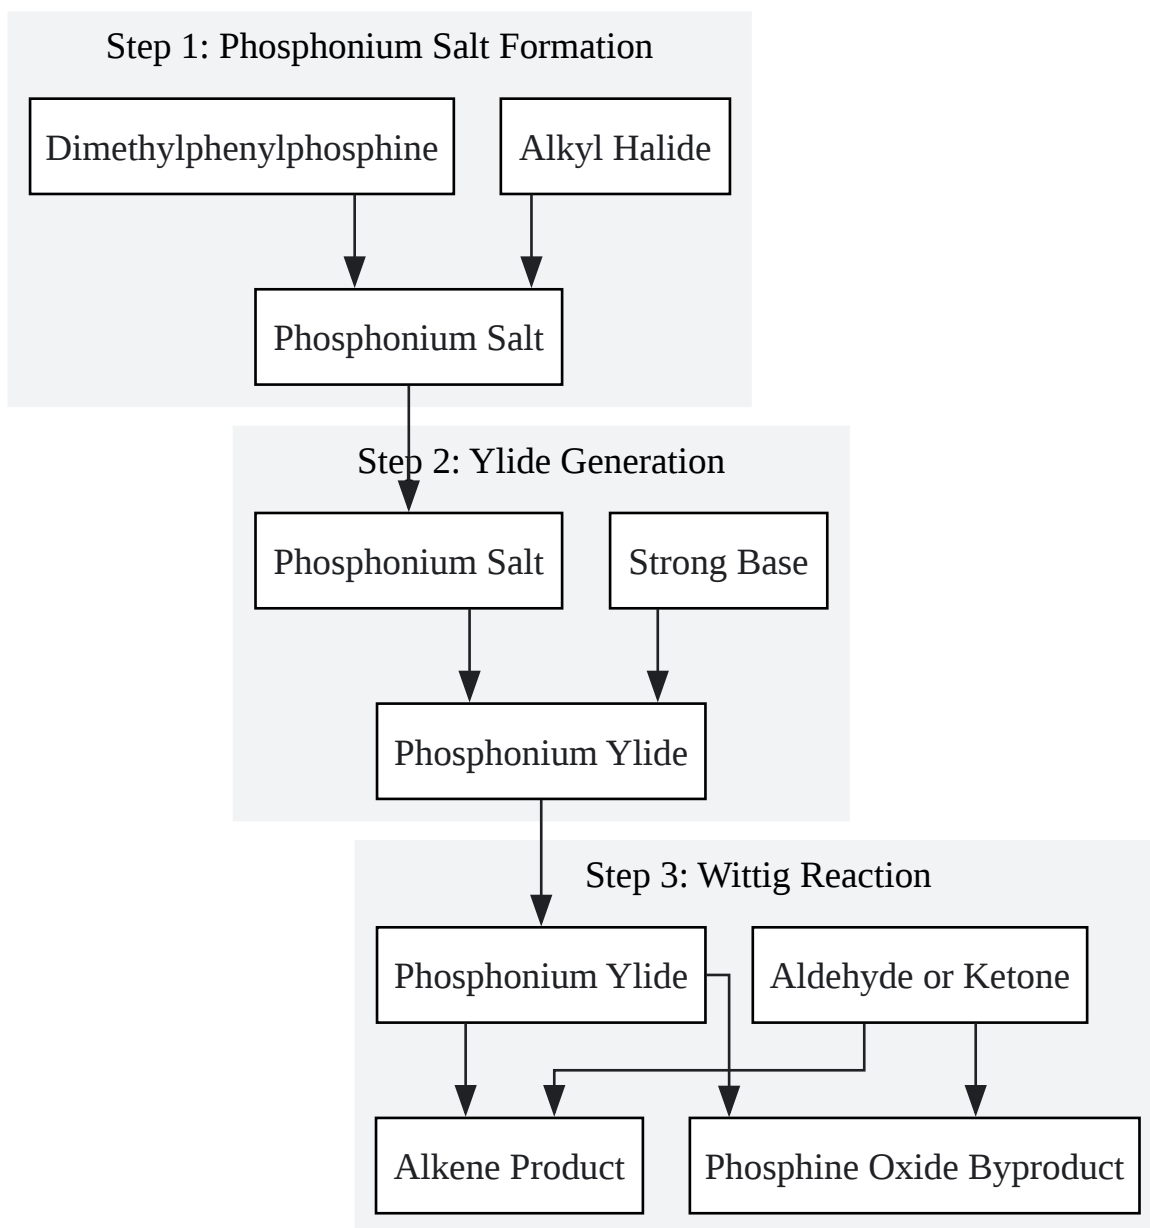 Step 1: Phosphonium Salt Formation
Dimethylphenylphosphine
Alkyl Halide
Phosphonium Salt
Step 2: Ylide Generation
Phosphonium Salt
Strong Base
Phosphonium Ylide
Step 3: Wittig Reaction
Phosphonium Ylide
Aldehyde or Ketone
Alkene Product
Phosphine Oxide Byproduct